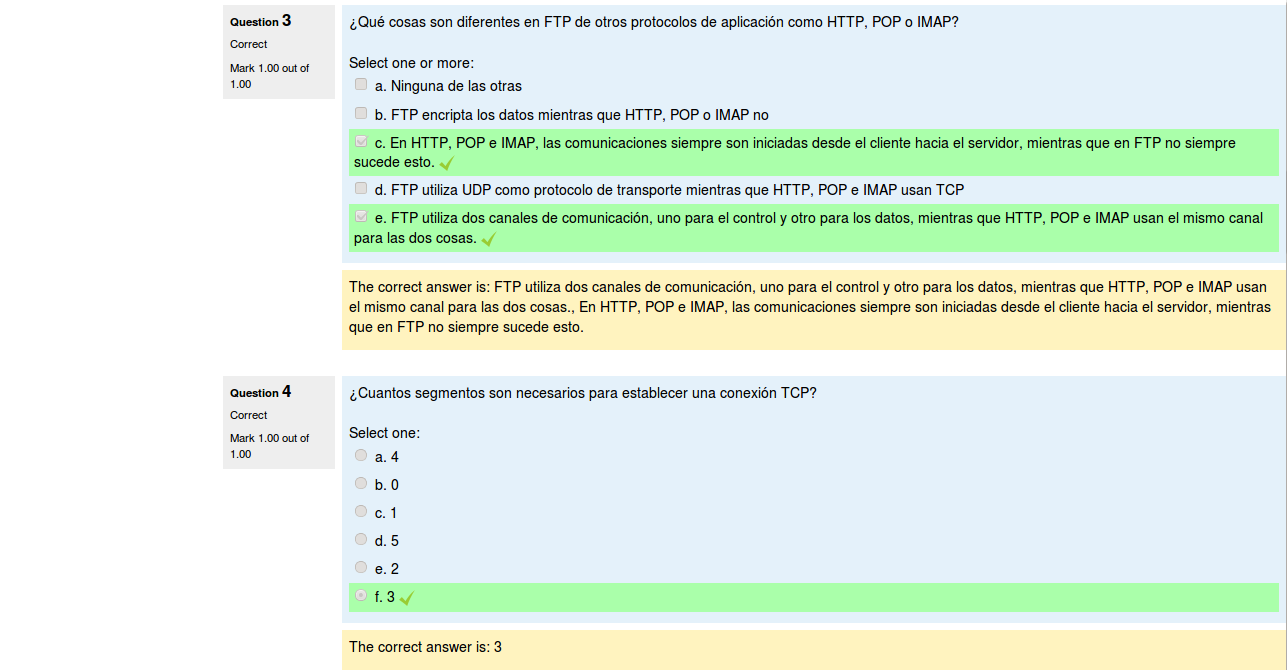 Question 3
Correct
Mark 1.00 out of
1.00
¿Qué cosas son diferentes en FTP de otros protocolos de aplicación como HTTP, POP o IMAP?
Select one or more:
a. Ninguna de las otras
b. FTP encripta los datos mientras que HTTP, POP o IMAP no
c. En HTTP, POP e IMAP, las comunicaciones siempre son iniciadas desde el cliente hacia el servidor, mientras que en FTP no siempre
sucede esto.
d. FTP utiliza UDP como protocolo de transporte mientras que HTTP, POP e IMAP usan TCP
e. FTP utiliza dos canales de comunicación, uno para el control y otro para los datos, mientras que HTTP, POP e IMAP usan el mismo canal
para las dos cosas.
The correct answer is: FTP utiliza dos canales de comunicación, uno para el control y otro para los datos, mientras que HTTP, POP e IMAP usan
el mismo canal para las dos cosas., En HTTP, POP e IMAP, las comunicaciones siempre son iniciadas desde el cliente hacia el servidor, mientras
que en FTP no siempre sucede esto.
Question 4
Correct
Mark 1.00 out of
1.00
¿Cuantos segmentos son necesarios para establecer una conexión TCP?
Select one:
a. 4
b. 0
c. 1
d. 5
e. 2
f. 3
The correct answer is: 3